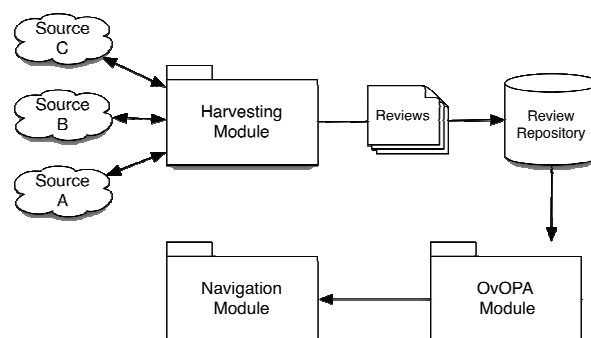 Source
C
Source
B
Source
A
Harvesting
Module
Reviews
Review
Repository
Navigation
Module
OvOPA
Module